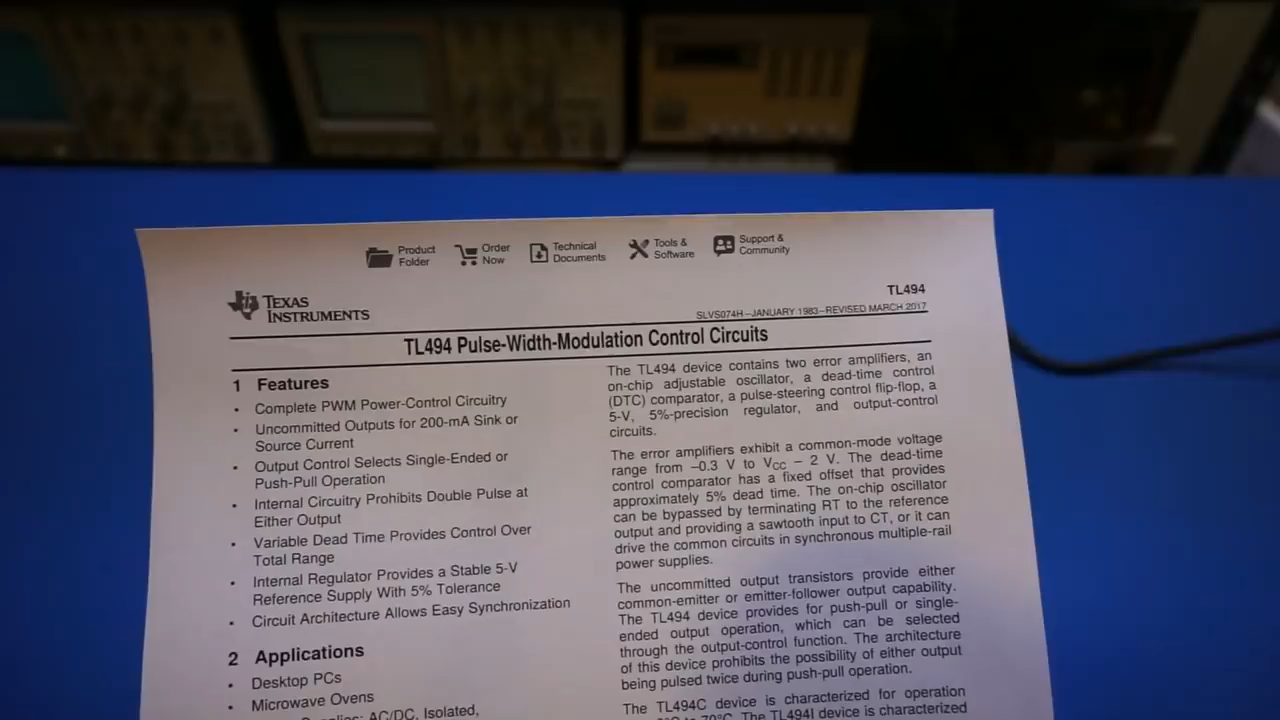 Product
Folder
Order
Now
Technical
Documents
Tools &
Software
Support &
Community
TEXAS
INSTRUMENTS
TL494
SLVS074H –JANUARY 1983–REVISED MARCH 2017
TL494 Pulse-Width-Modulation Control Circuits
1 Features
• Complete PWM Power-Control Circuitry
• Uncommitted Outputs for 200-mA Sink or
Source Current
• Output Control Selects Single-Ended or
Push-Pull Operation
• Internal Circuitry Prohibits Double Pulse at
Either Output
• Variable Dead Time Provides Control Over
Total Range
• Internal Regulator Provides a Stable 5-V
Reference Supply With 5% Tolerance
• Circuit Architecture Allows Easy Synchronization
2 Applications
• Desktop PCs
• Microwave Ovens
AC/DC, Isolated,
The TL494 device contains two error amplifiers, an
on-chip adjustable oscillator, a dead-time control
(DTC) comparator, a pulse-steering control flip-flop, a
5-V, 5%-precision regulator, and output-control
circuits.
The error amplifiers exhibit a common-mode voltage
range from –0.3 V to VCC – 2 V. The dead-time
control comparator has a fixed offset that provides
approximately 5% dead time. The on-chip oscillator
can be bypassed by terminating RT to the reference
output and providing a sawtooth input to CT, or it can
drive the common circuits in synchronous multiple-rail
power supplies.
The uncommitted output transistors provide either
common-emitter or emitter-follower output capability.
The TL494 device provides for push-pull or single-
ended output operation, which can be selected
through the output-control function. The architecture
of this device prohibits the possibility of either output
being pulsed twice during push-pull operation.
The TL494C device is characterized for operation
70°C. The TL494I device is characterized